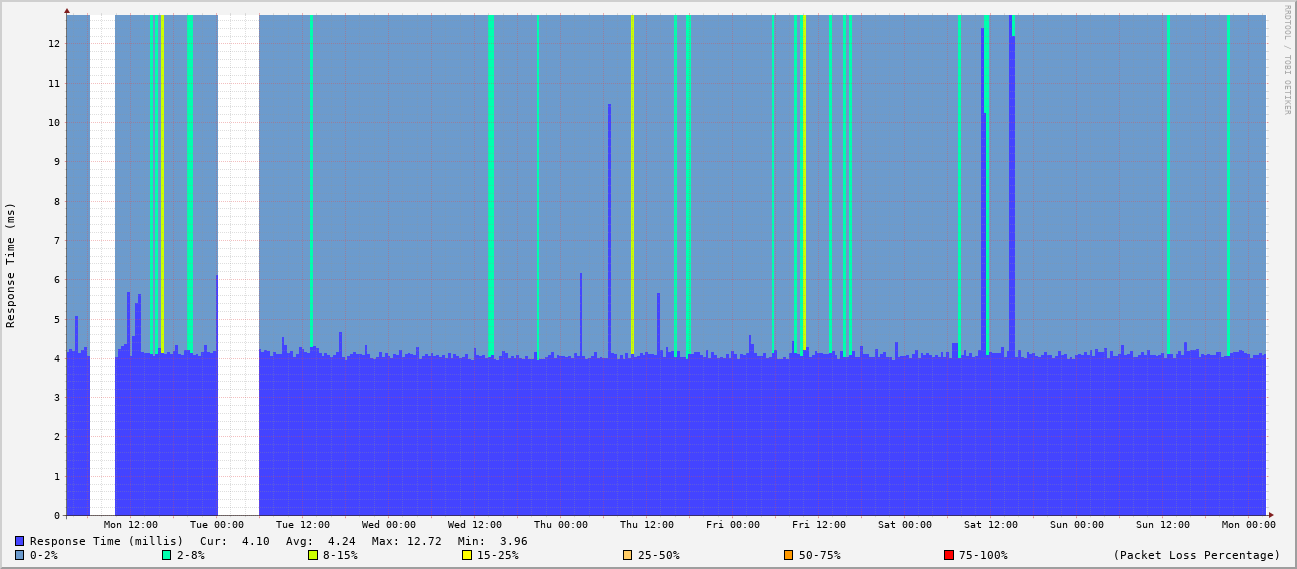 RRDTOOL / TOBI OETIKER
Response Time (ms)
12
11
10
9
8
7
6
5
4
3
2
1
0
Mon 12:00 Tue 00:00 Tue 12:00 Wed 00:00 Wed 12:00 Thu 00:00 Thu 12:00 Fri 00:00 Fri 12:00 Sat 00:00 Sat 12:00 Sun 00:00 Sun 12:00 Mon 00:00
Response Time (millis) Cur: 4.10 Avg: 4.24 Max: 12.72 Min: 3.96
0-2% 2-8% 8-15% 15-25% 25-50% 50-75% 75-100% (Packet Loss Percentage)